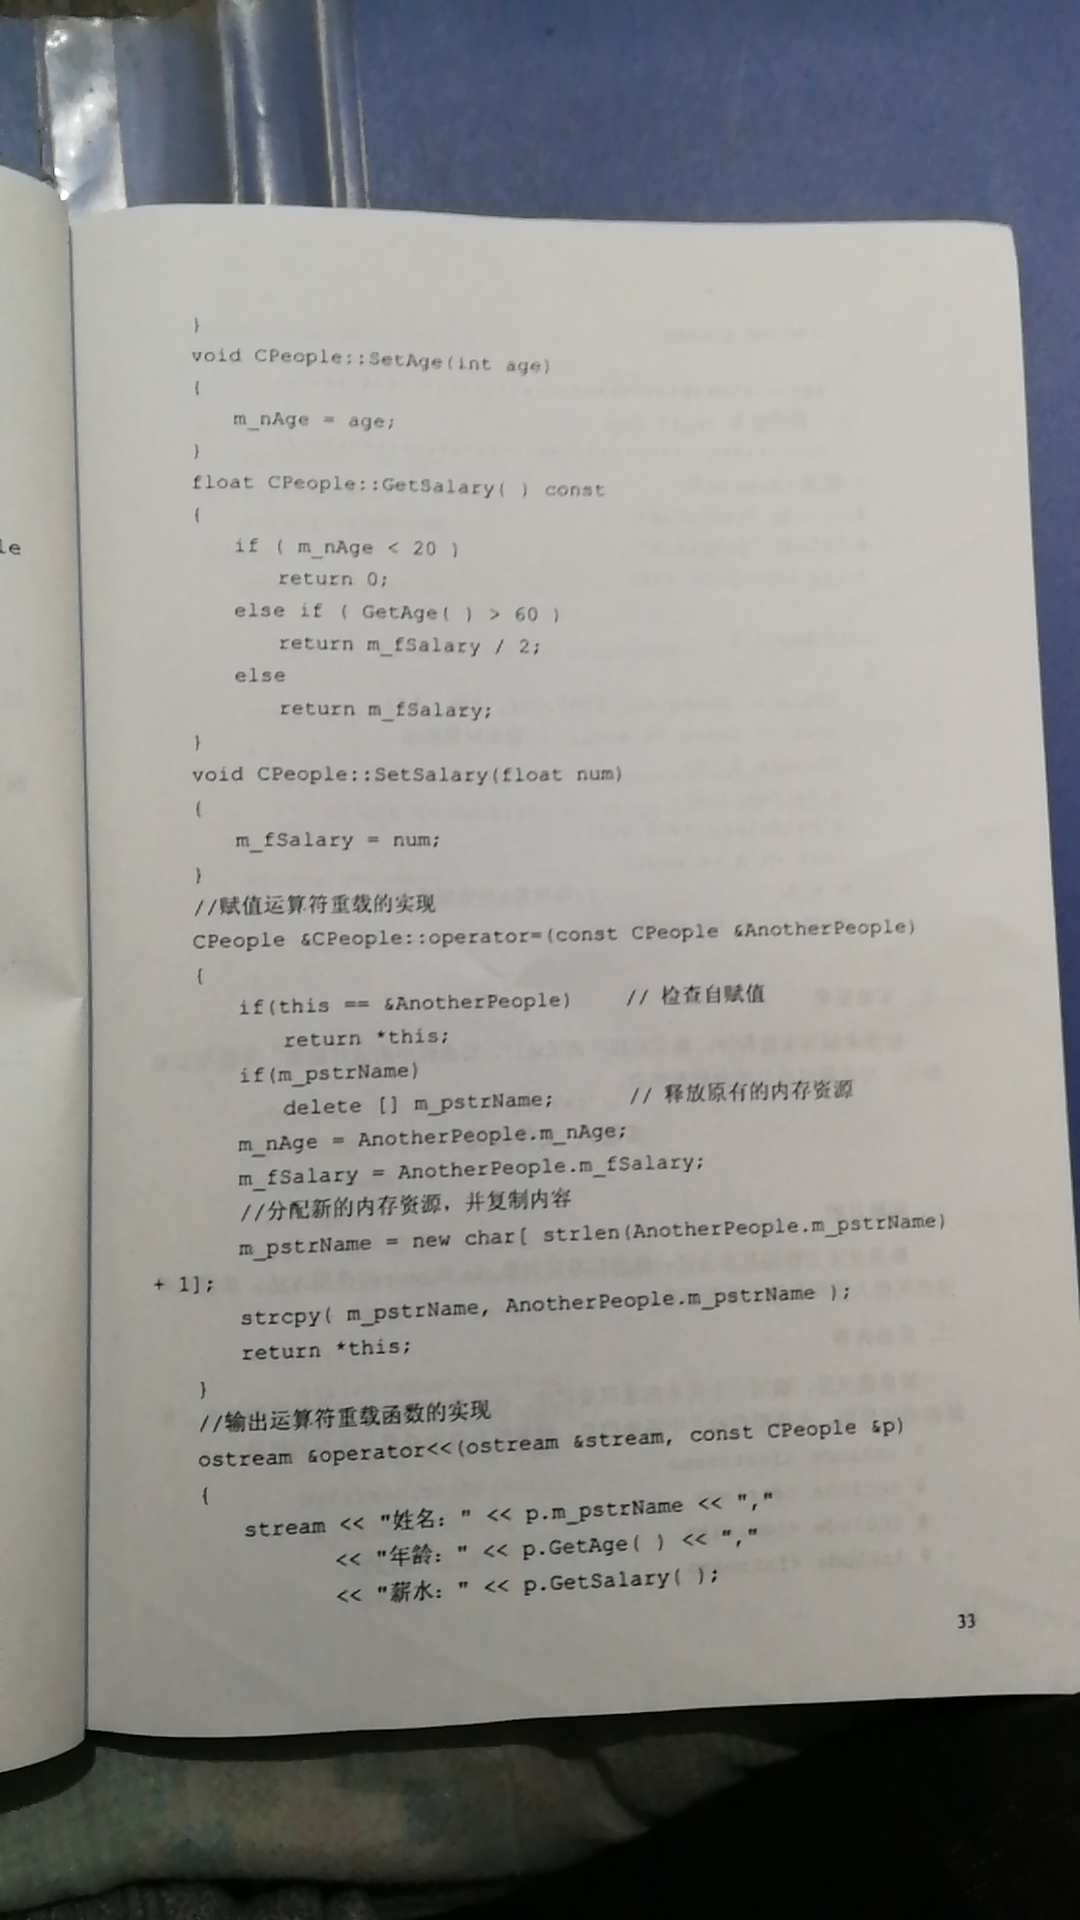 le
}
void CPeople::SetAge(int age)
{
m_nAge = age;
}
float CPeople::GetSalary( ) const
{
if ( m_nAge < 20 )
return 0;
else if ( GetAge( ) > 60 )
return m_fSalary / 2;
else
return m_fSalary;
}
void CPeople::SetSalary(float num)
{
m_fSalary = num;
}
//赋值运算符重载的实现
CPeople &CPeople::operator=(const CPeople &AnotherPeople)
{
if(this == &AnotherPeople) // 检查自赋值
return *this;
if(m_pstrName)
delete [] m_pstrName; // 释放原有的内存资源
m_nAge = AnotherPeople.m_nAge;
m_fSalary = AnotherPeople.m_fSalary;
//分配新的内存资源，并复制内容
m_pstrName = new char[ strlen(AnotherPeople.m_pstrName)
+ 1];
strcpy( m_pstrName, AnotherPeople.m_pstrName );
return *this;
}
//输出运算符重载函数的实现
ostream &operator<<(ostream &stream, const CPeople &p)
{
stream << "姓名：" << p.m_pstrName << ","
<< "年龄：" << p.GetAge( ) << ","
<< "薪水：" << p.GetSalary( );
33